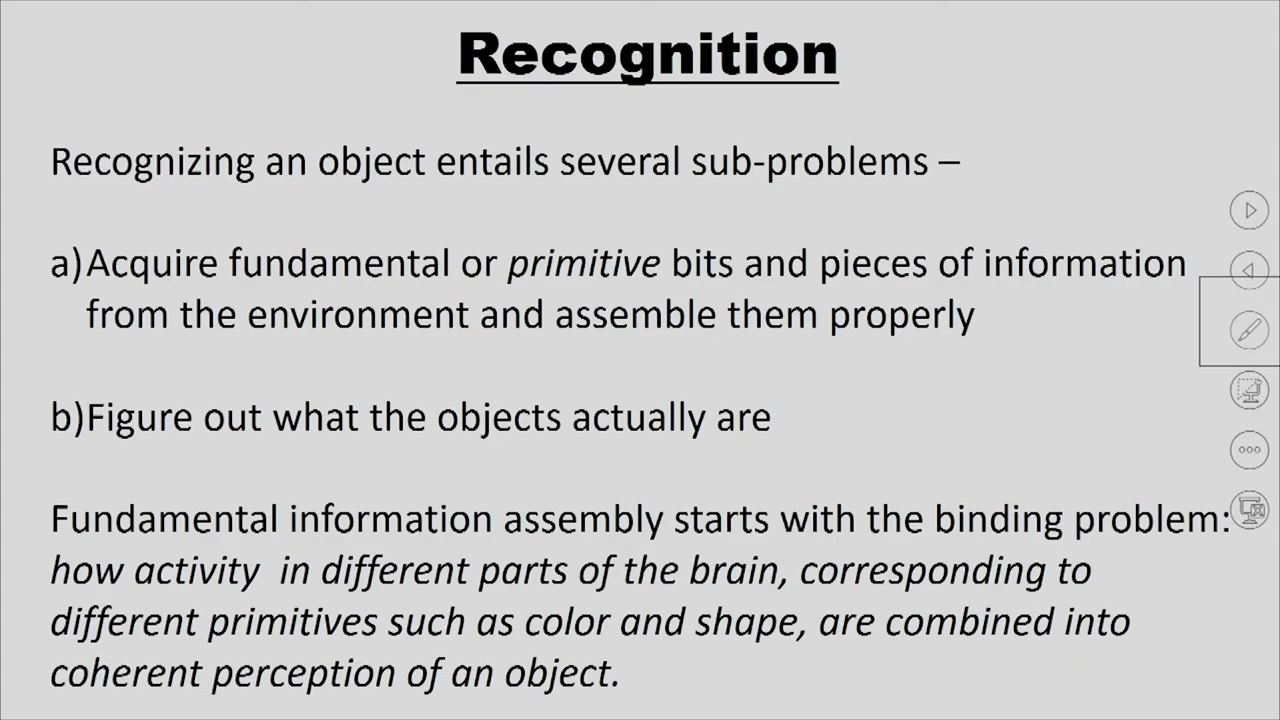 Recognition
Recognizing an object entails several sub-problems –
a)Acquire fundamental or primitive bits and pieces of information
from the environment and assemble them properly
b)Figure out what the objects actually are
Fundamental information assembly starts with the binding problem:
how activity in different parts of the brain, corresponding to
different primitives such as color and shape, are combined into
coherent perception of an object.